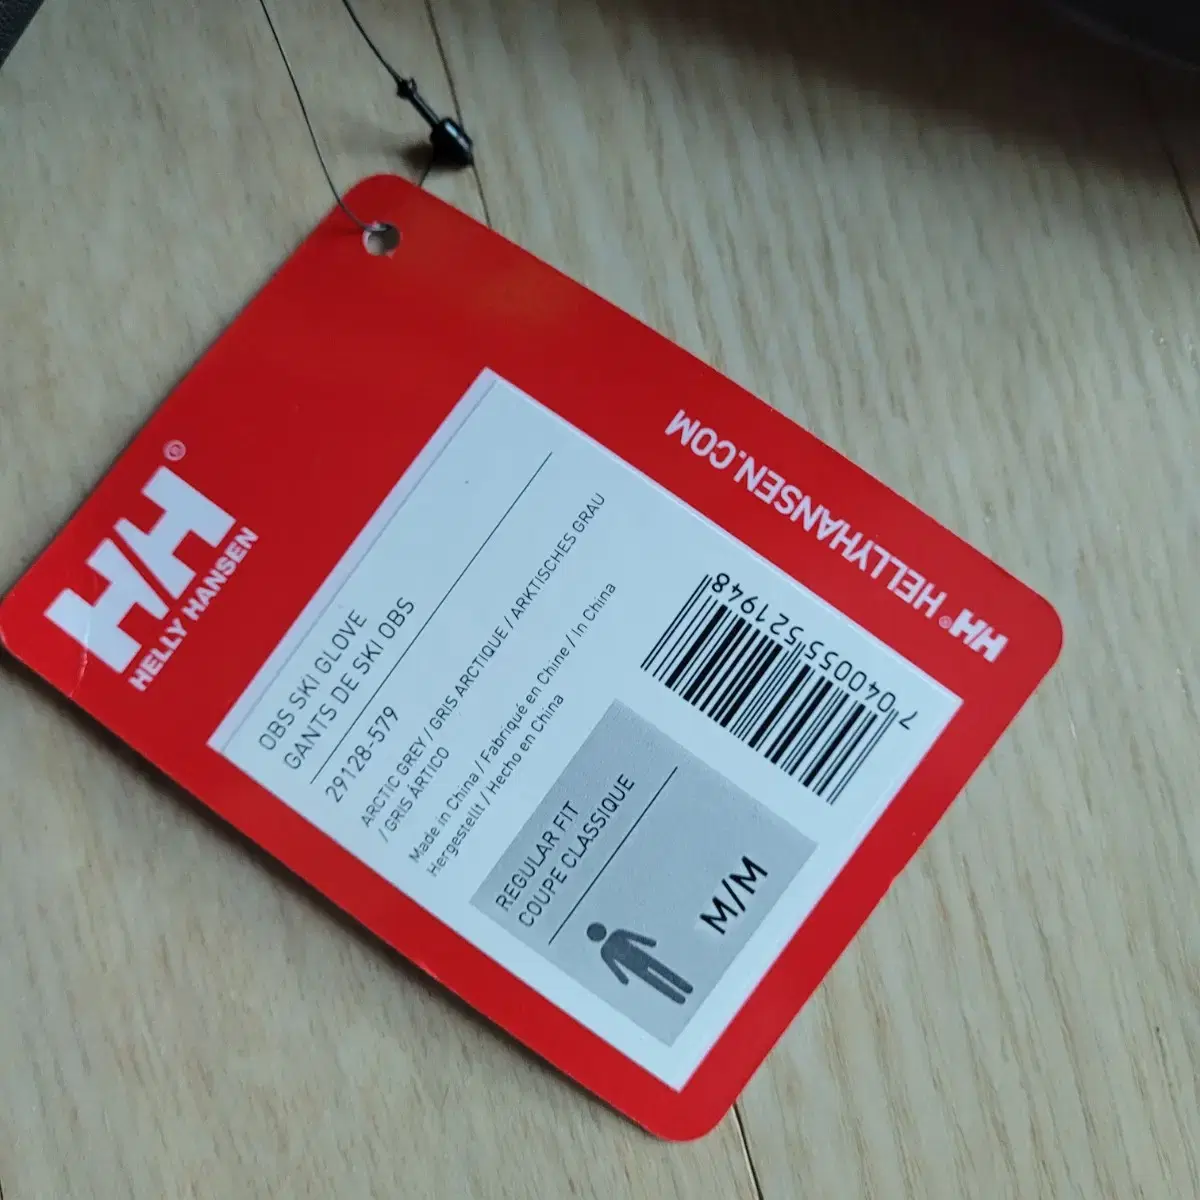 HH®
HELLY HANSEN
OBS SKI GLOVE
GANTS DE SKI OBS
29128-579
ARCTIC GREY / GRIS ARCTIQUE / ARKTISCHES GRAU
/ GRIS ÁRTICO
Made in China / Fabriqué en Chine / In China
Hergestellt / Hecho en China
REGULAR FIT
COUPE CLASSIQUE
M/M
7 040055 521948
HH® HELLYHANSEN.COM